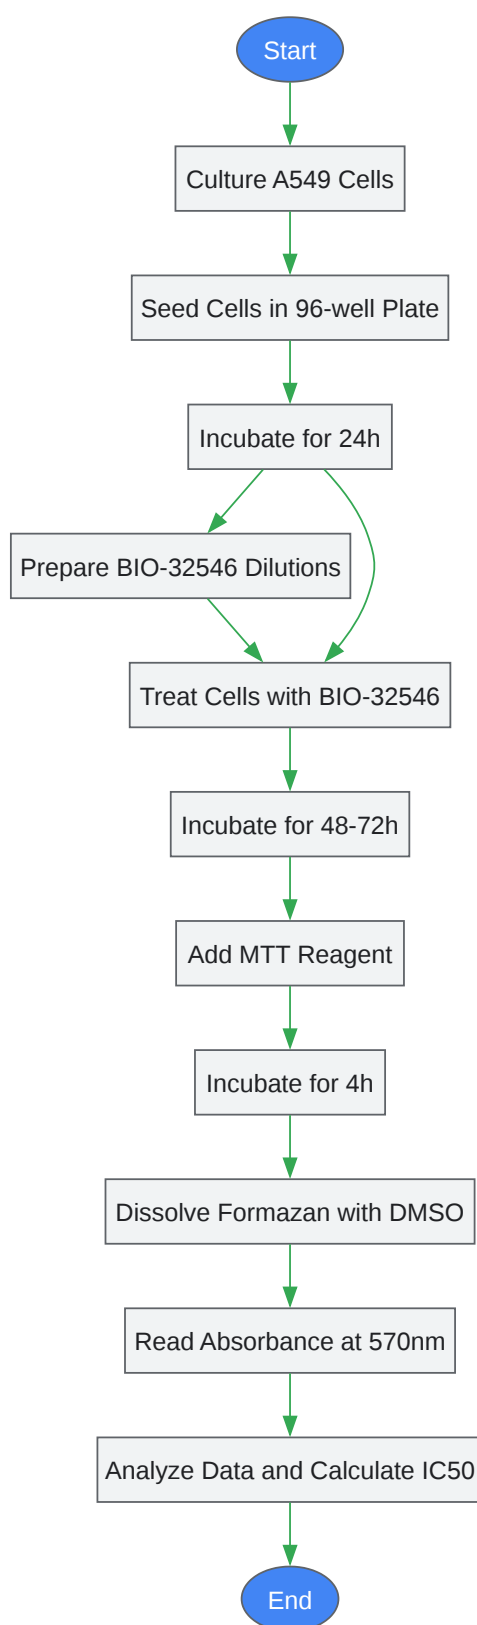 Start
Culture A549 Cells
Seed Cells in 96-well Plate
Incubate for 24h
Prepare BIO-32546 Dilutions
Treat Cells with BIO-32546
Incubate for 48-72h
Add MTT Reagent
Incubate for 4h
Dissolve Formazan with DMSO
Read Absorbance at 570nm
Analyze Data and Calculate IC50
End